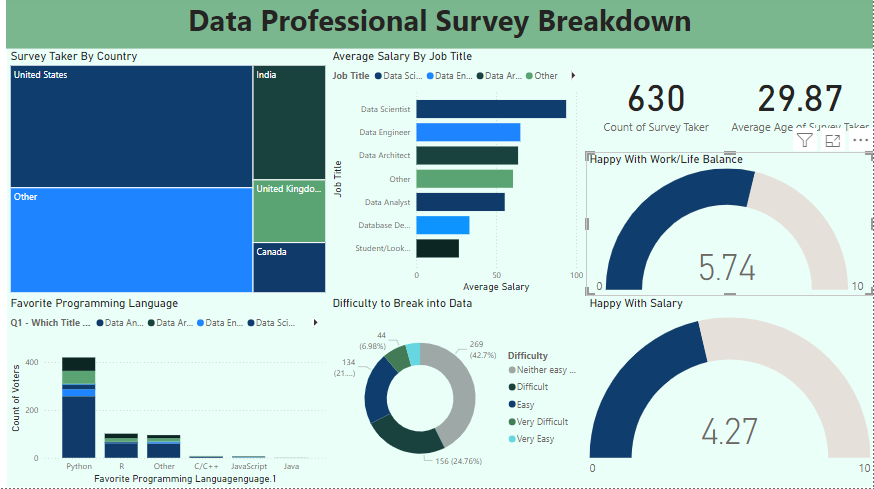 Data Professional Survey Breakdown
Survey Taker By Country
United States
India
Other
United Kingdo...
Canada
Average Salary By Job Title
Job Title Data Sci... Data En... Data Ar... Other
Job Title
Data Scientist
Data Engineer
Data Architect
Other
Data Analyst
Database De...
Student/Look...
0 50 100
Average Salary
630
Count of Survey Taker
29.87
Average Age of Survey Taker
Happy With Work/Life Balance
5.74
0 10
Favorite Programming Language
Q1 - Which Title ... Data An... Data Ar... Data En... Data Sci...
Count of Voters
400
200
0
Python R Other C/C++ JavaScript Java
Favorite Programming Languagenguage.1
Difficulty to Break into Data
44
(6.98%)
269
(42.7%)
134
(21....)
156 (24.76%)
Difficulty
Neither easy ...
Difficult
Easy
Very Difficult
Very Easy
Happy With Salary
4.27
0 10